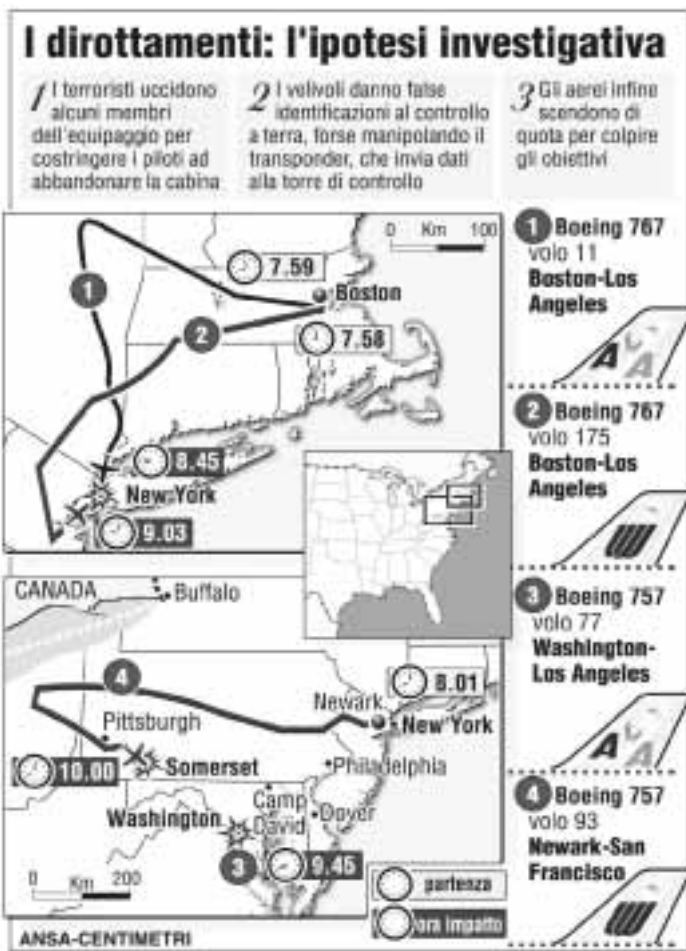 I dirottamenti: l'ipotesi investigativa
1 I terroristi uccidono
alcuni membri
dell'equipaggio per
costringere i piloti ad
abbandonare la cabina
2 I velivoli danno false
identificazioni al controllo
a terra, forse manipolando il
transponder, che invia dati
alla torre di controllo
3 Gli aerei infine
scendono di
quota per colpire
gli obiettivi
0 Km 100
7.59
Boston
1
2
7.58
8.45
New York
9.03
1 Boeing 767
volo 11
Boston-Los
Angeles
AA
2 Boeing 767
volo 175
Boston-Los
Angeles
3 Boeing 757
volo 77
Washington-
Los Angeles
AA
4 Boeing 757
volo 93
Newark-San
Francisco
CANADA
Buffalo
4
8.01
Newark
New York
Pittsburgh
10.00
Somerset
Philadelphia
Camp
David
Dover
Washington
3
9.45
0 Km 200
partenza
ora impatto
ANSA-CENTIMETRI